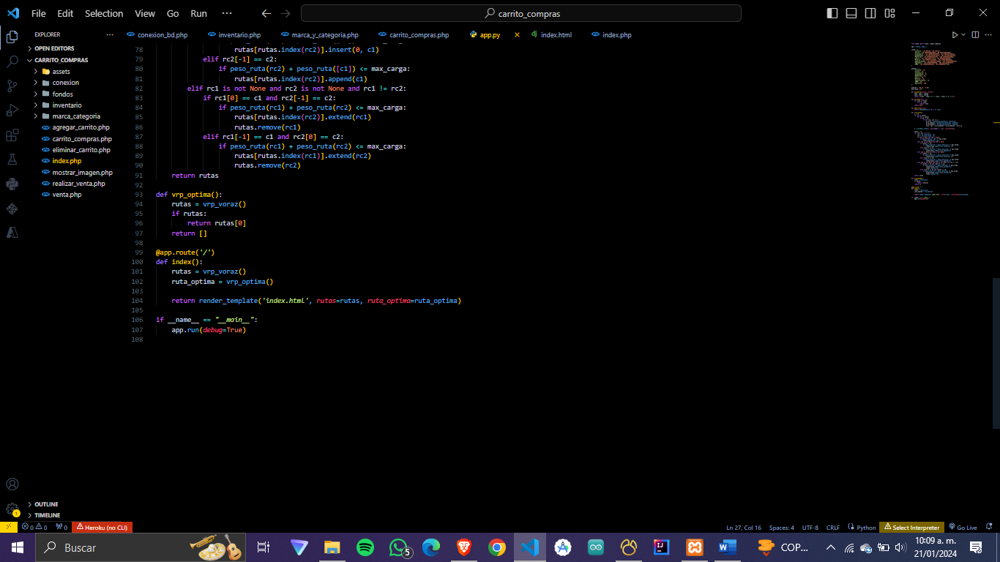 File Edit Selection View Go Run ··· carrito_compras
EXPLORER ···
conexion_bd.php inventario.php marca_y_categoria.php carrito_compras.php app.py index.html index.php
OPEN EDITORS
CARRITO_COMPRAS
assets
conexion
fondos
inventario
marca_categoria
agregar_carrito.php
carrito_compras.php
eliminar_carrito.php
index.php
mostrar_imagen.php
realizar_venta.php
venta.php
OUTLINE
TIMELINE
78 rutas[rutas.index(rc2)].insert(0, c1)
79 elif rc2[-1] == c2:
80 if peso_ruta(rc2) + peso_ruta([c1]) <= max_carga:
81 rutas[rutas.index(rc2)].append(c1)
82 elif rc1 is not None and rc2 is not None and rc1 != rc2:
83 if rc1[0] == c1 and rc2[-1] == c2:
84 if peso_ruta(rc1) + peso_ruta(rc2) <= max_carga:
85 rutas[rutas.index(rc2)].extend(rc1)
86 rutas.remove(rc1)
87 elif rc1[-1] == c1 and rc2[0] == c2:
88 if peso_ruta(rc1) + peso_ruta(rc2) <= max_carga:
89 rutas[rutas.index(rc1)].extend(rc2)
90 rutas.remove(rc2)
91 return rutas
92
93 def vrp_optima():
94 rutas = vrp_voraz()
95 if rutas:
96 return rutas[0]
97 return []
98
99 @app.route('/')
100 def index():
101 rutas = vrp_voraz()
102 ruta_optima = vrp_optima()
103
104 return render_template('index.html', rutas=rutas, ruta_optima=ruta_optima)
105
106 if __name__ == "__main__":
107 app.run(debug=True)
108
0 0 0 Heroku (no CLI) Ln 27, Col 16 Spaces: 4 UTF-8 CRLF Python Select Interpreter Go Live
Buscar 5 COP... 10:09 a. m.
21/01/2024